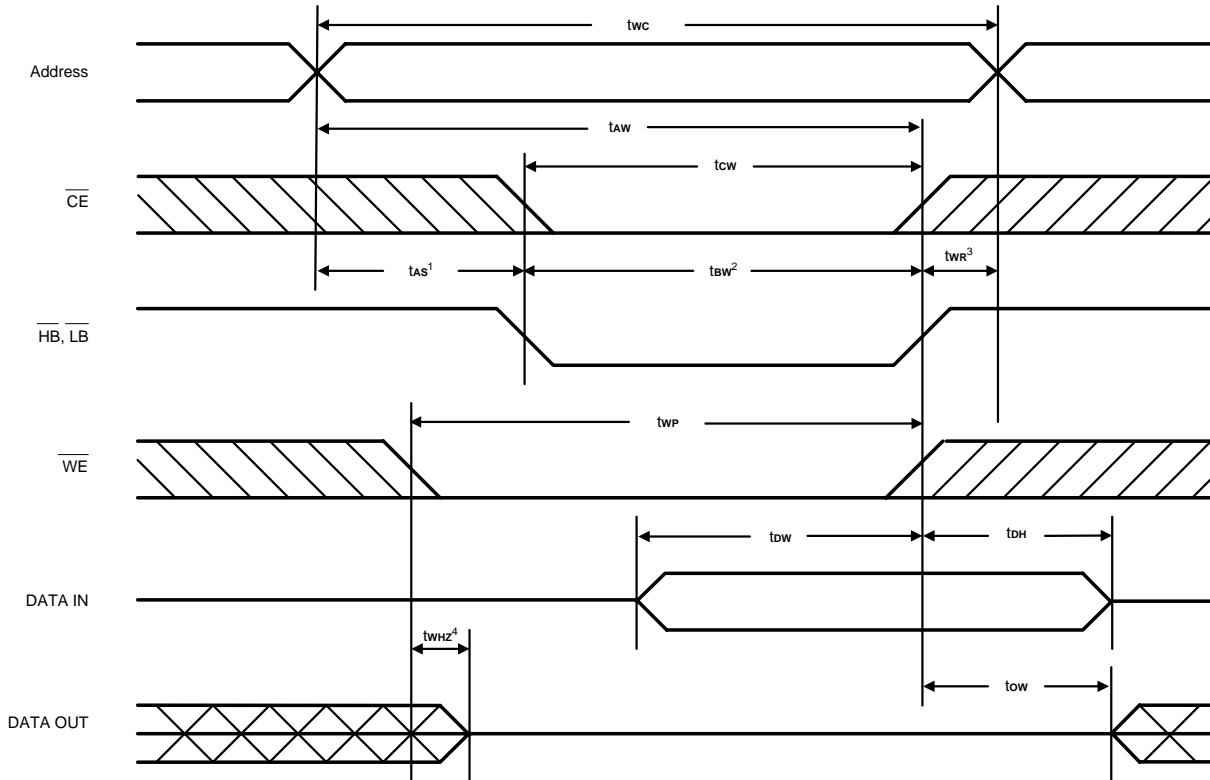 tWC
Address
tAW
tCW
CE
tAS¹ tBW² tWR³
HB, LB
tWP
WE
tDW tDH
DATA IN
tWHZ⁴
tOW
DATA OUT